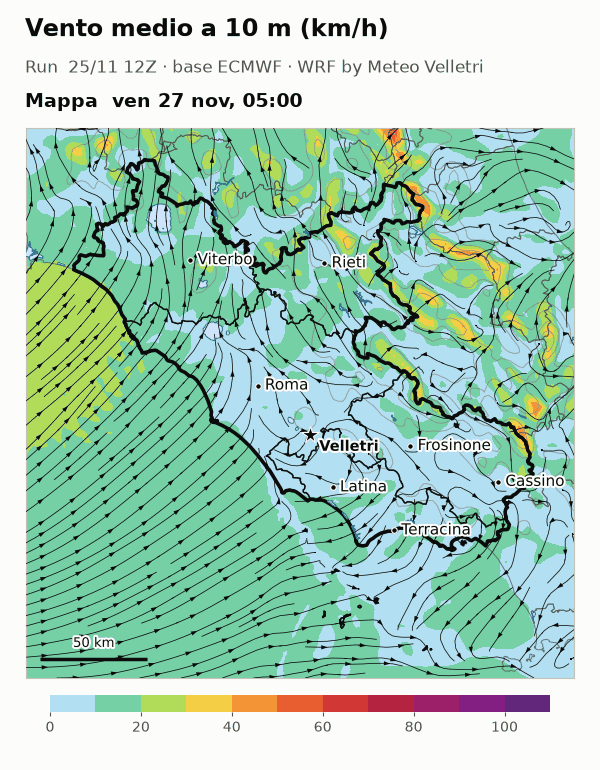 Vento medio a 10 m (km/h)
Run  25/11 12Z · base ECMWF · WRF by Meteo Velletri
Mappa  ven 27 nov, 05:00
Viterbo
Rieti
Roma
Velletri
Frosinone
Latina
Cassino
Terracina
50 km
0 20 40 60 80 100